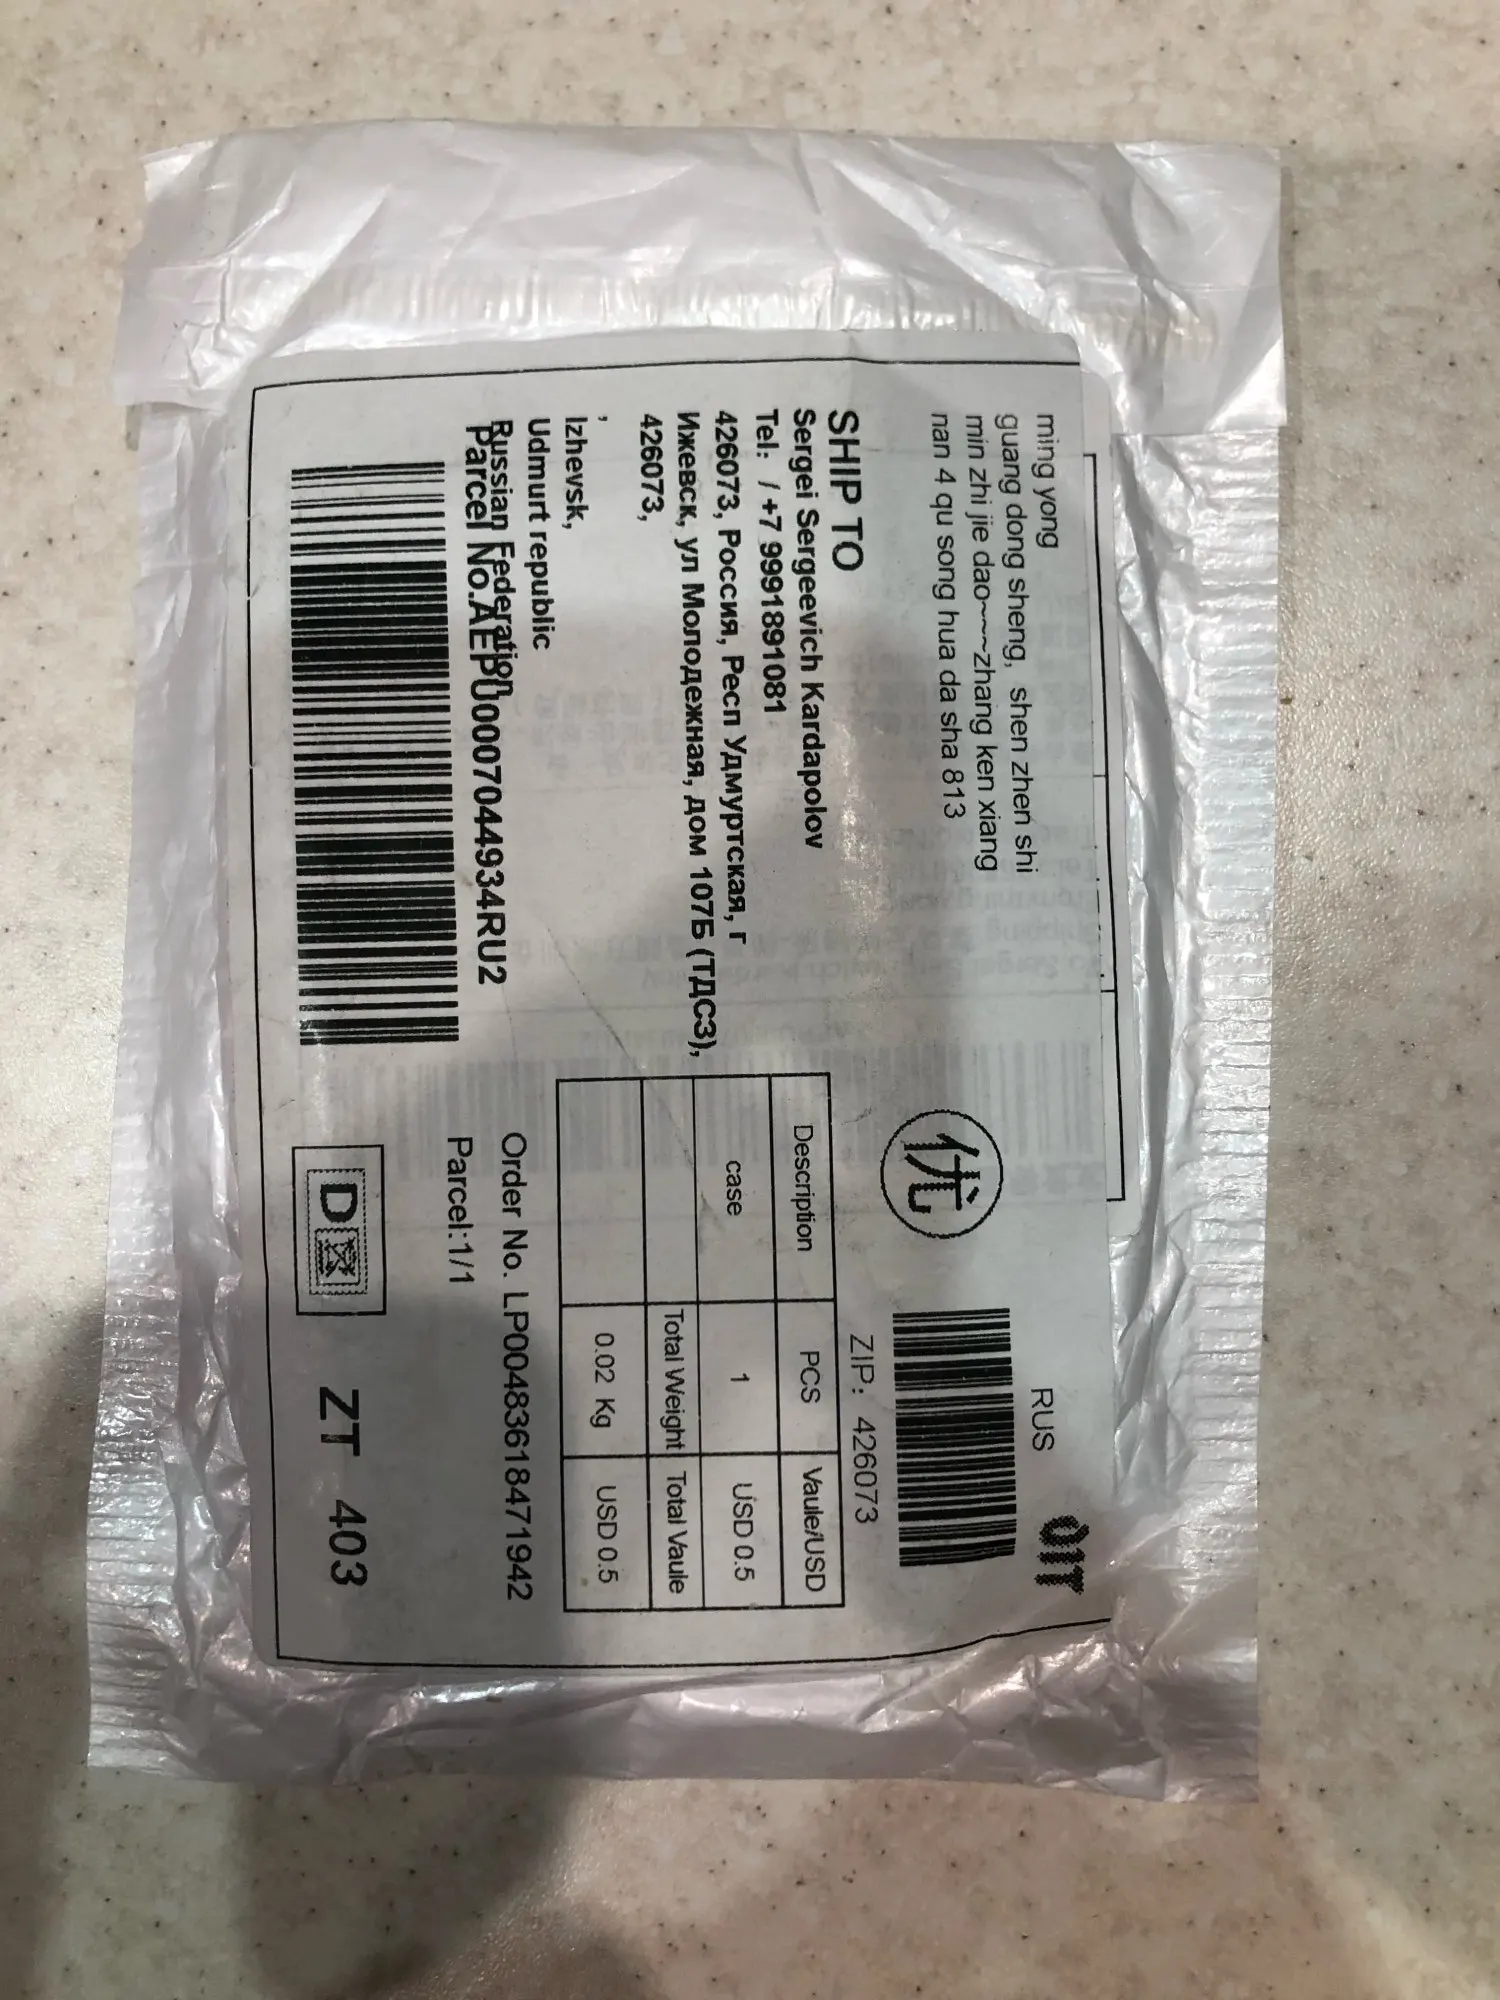 ming yong
guang dong sheng, shen zhen shi
min zhi jie dao~~~zhang ken xiang
nan 4 qu song hua da sha 813
RUS
优
ZIP: 426073
SHIP TO
Sergei Sergeevich Kardapolov
Tel: / +7 9991891081
426073, Россия, Респ Удмуртская, г
Ижевск, ул Молодежная, дом 107Б (ТДСЗ),
426073,
,
Izhevsk,
Udmurt republic
Russian Federation
Parcel No.AEPU0007044934RU2
Description PCS Vaule/USD
case 1 USD 0.5
Total Weight Total Vaule
0.02 Kg USD 0.5
Order No. LP00483618471942
Parcel:1/1
D
ZT 403